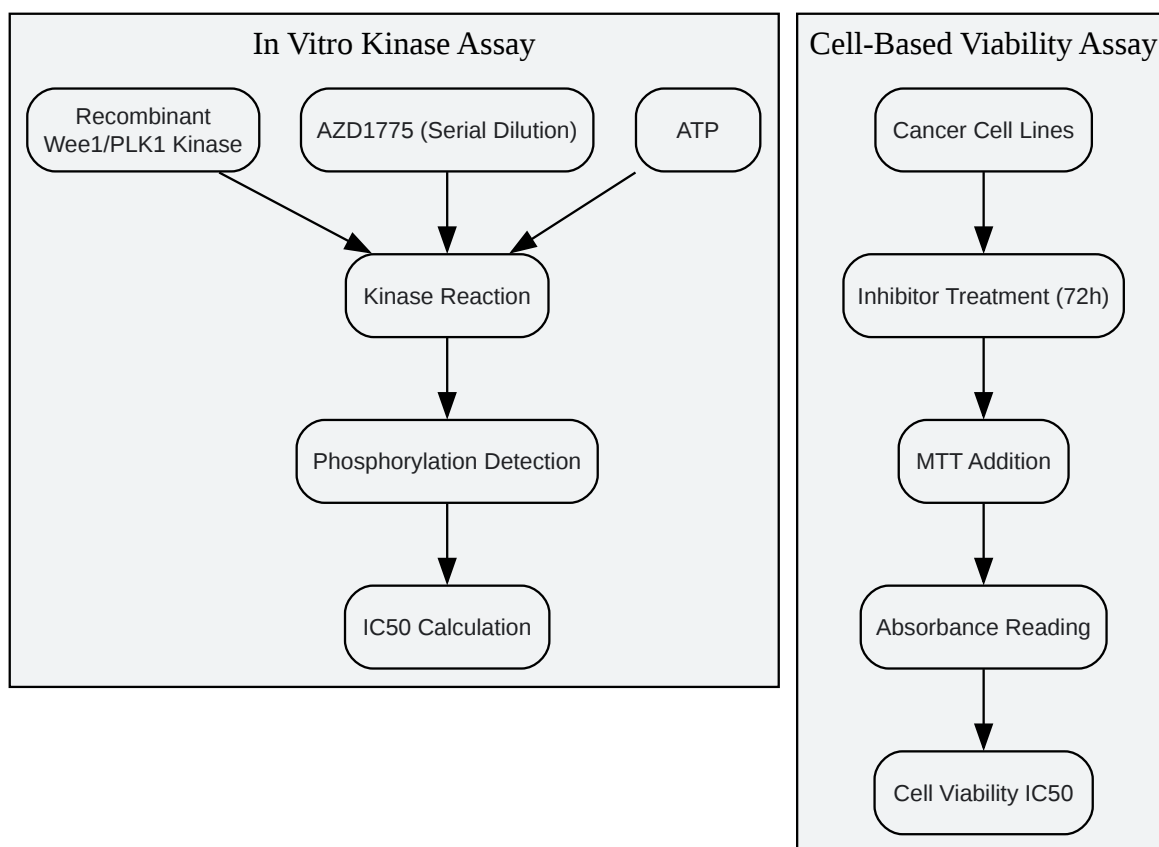 In Vitro Kinase Assay
Recombinant
Wee1/PLK1 Kinase
AZD1775 (Serial Dilution)
ATP
Kinase Reaction
Phosphorylation Detection
IC50 Calculation
Cell-Based Viability Assay
Cancer Cell Lines
Inhibitor Treatment (72h)
MTT Addition
Absorbance Reading
Cell Viability IC50